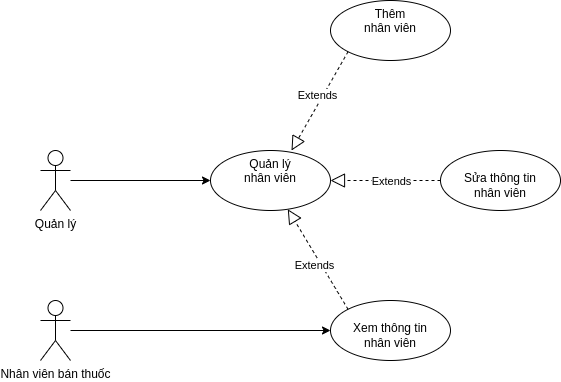 Thêm
nhân viên
Extends
Quản lý
nhân viên
Extends
Sửa thông tin
nhân viên
Quản lý
Extends
Xem thông tin
nhân viên
Nhân viên bán thuốc